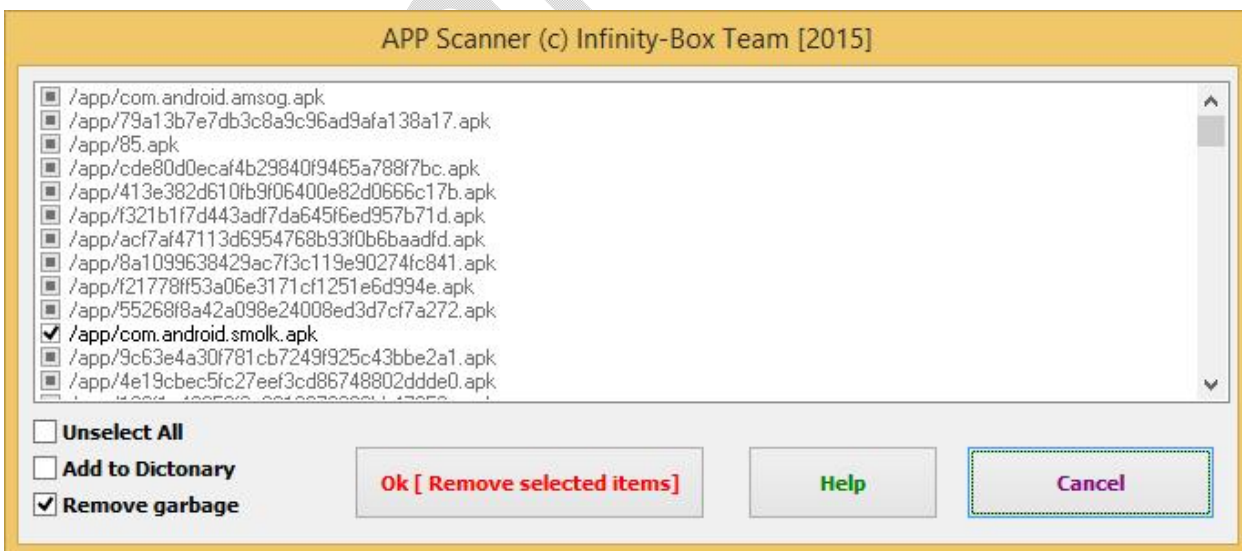 APP Scanner (c) Infinity-Box Team [2015]
/app/com.android.amsog.apk
/app/79a13b7e7db3c8a9c96ad9afa138a17.apk
/app/85.apk
/app/cde80d0ecaf4b29840f9465a788f7bc.apk
/app/413e382d610fb9f06400e82d0666c17b.apk
/app/f321b1f7d443adf7da645f6ed957b71d.apk
/app/acf7af47113d6954768b93f0b6baadfd.apk
/app/8a1099638429ac7f3c119e90274fc841.apk
/app/f21778ff53a06e3171cf1251e6d994e.apk
/app/55268f8a42a098e24008ed3d7cf7a272.apk
/app/com.android.smolk.apk
/app/9c63e4a30f781cb7249f925c43bbe2a1.apk
/app/4e19cbec5fc27eef3cd86748802ddde0.apk
Unselect All
Add to Dictonary
Remove garbage
Ok [ Remove selected items]
Help
Cancel